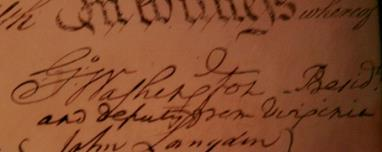 whereof
Go Washington Presidt
and deputy from Virginia
John Langdon